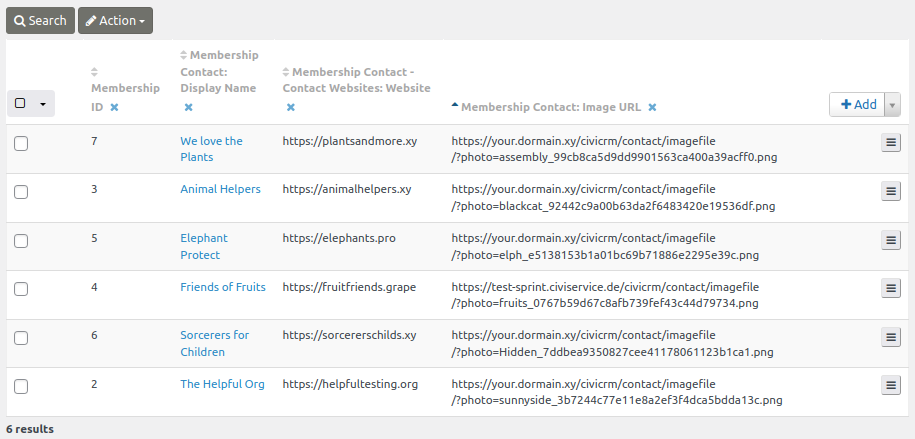 Search Action
Membership
Contact:
Display Name
Membership
ID
Membership Contact -
Contact Websites: Website
Membership Contact: Image URL
Add
7 We love the Plants https://plantsandmore.xy https://your.dormain.xy/civicrm/contact/imagefile
/?photo=assembly_99cb8ca5d9dd9901563ca400a39acff0.png
3 Animal Helpers https://animalhelpers.xy https://your.dormain.xy/civicrm/contact/imagefile
/?photo=blackcat_92442c9a00b63da2f6483420e19536df.png
5 Elephant Protect https://elephants.pro https://your.dormain.xy/civicrm/contact/imagefile
/?photo=elph_e5138153b1a01bc69b71886e2295e39c.png
4 Friends of Fruits https://fruitfriends.grape https://test-sprint.civiservice.de/civicrm/contact/imagefile
/?photo=fruits_0767b59d67c8afb739fef43c44d79734.png
6 Sorcerers for Children https://sorcererschilds.xy https://your.dormain.xy/civicrm/contact/imagefile
/?photo=Hidden_7ddbea9350827cee41178061123b1ca1.png
2 The Helpful Org https://helpfultesting.org https://your.dormain.xy/civicrm/contact/imagefile
/?photo=sunnyside_3b7244c77e11e8a2ef3f4dca5bdda13c.png
6 results